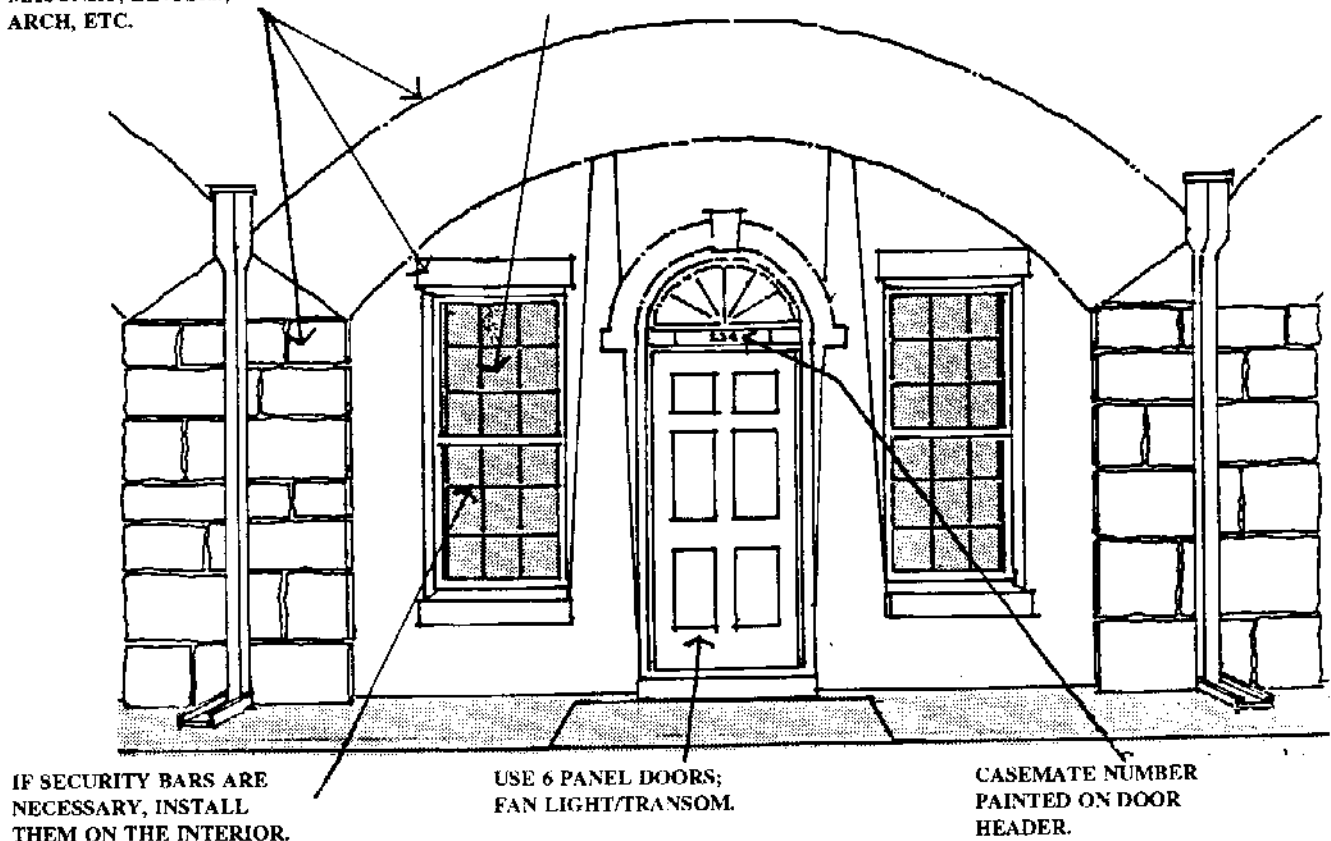 ARCH, ETC.
134
IF SECURITY BARS ARE
NECESSARY, INSTALL
THEM ON THE INTERIOR.
USE 6 PANEL DOORS;
FAN LIGHT/TRANSOM.
CASEMATE NUMBER
PAINTED ON DOOR
HEADER.